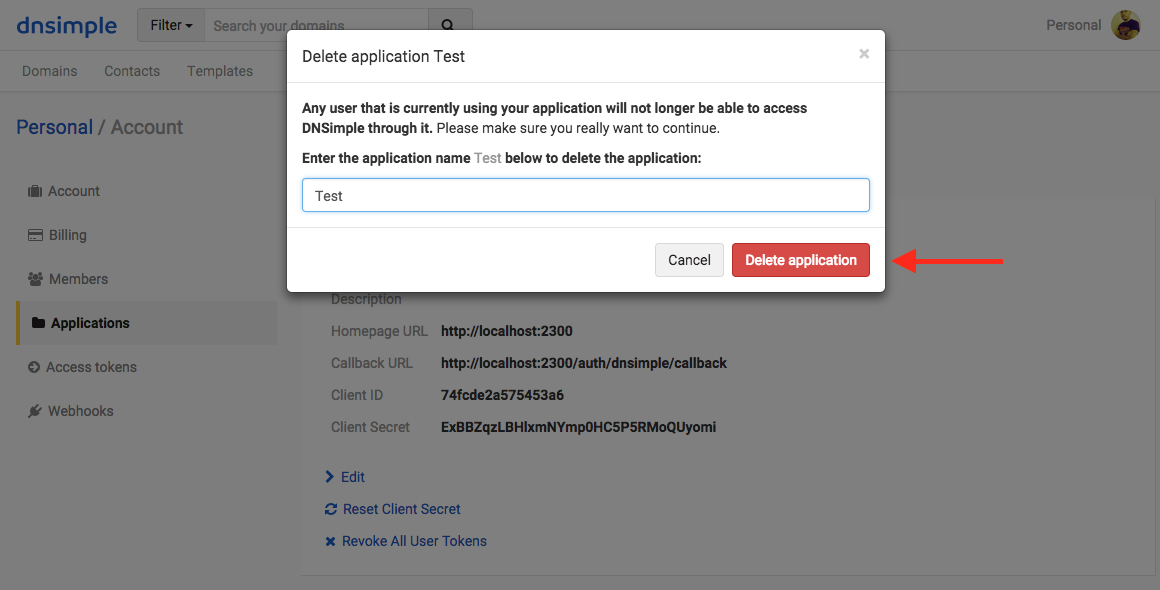 dnsimple Filter Search your domains Personal
Domains Contacts Templates
Personal / Account
Account
Billing
Members
Applications
Access tokens
Webhooks
Delete application Test ×
Any user that is currently using your application will not longer be able to access
DNSimple through it. Please make sure you really want to continue.
Enter the application name Test below to delete the application:
Test
Cancel Delete application
Description
Homepage URL http://localhost:2300
Callback URL http://localhost:2300/auth/dnsimple/callback
Client ID 74fcde2a575453a6
Client Secret ExBBZqzLBHlxmNYmp0HC5P5RMoQUyomi
Edit
Reset Client Secret
Revoke All User Tokens